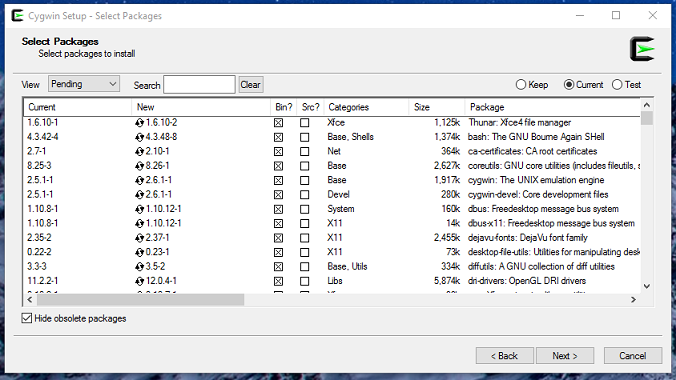 Cygwin Setup - Select Packages
Select Packages
Select packages to install
View Pending Search Clear Keep Current Test
Current New Bin? Src? Categories Size Package
1.6.10-1 1.6.10-2 Xfce 1,125k Thunar: Xfce4 file manager
4.3.42-4 4.3.48-8 Base, Shells 1,374k bash: The GNU Bourne Again SHell
2.7-1 2.10-1 Net 364k ca-certificates: CA root certificates
8.25-3 8.26-1 Base 2,627k coreutils: GNU core utilities (includes fileutils, s
2.5.1-1 2.6.1-1 Base 1,917k cygwin: The UNIX emulation engine
2.5.1-1 2.6.1-1 Devel 280k cygwin-devel: Core development files
1.10.8-1 1.10.12-1 System 160k dbus: Freedesktop message bus system
1.10.8-1 1.10.12-1 X11 14k dbus-x11: Freedesktop message bus system
2.35-2 2.37-1 X11 2,455k dejavu-fonts: DejaVu font family
0.22-2 0.23-1 X11 73k desktop-file-utils: Utilities for manipulating desk
3.3-3 3.5-2 Base, Utils 334k diffutils: A GNU collection of diff utilities
11.2.2-1 12.0.4-1 Libs 5,874k dri-drivers: OpenGL DRI drivers
Hide obsolete packages
< Back Next > Cancel